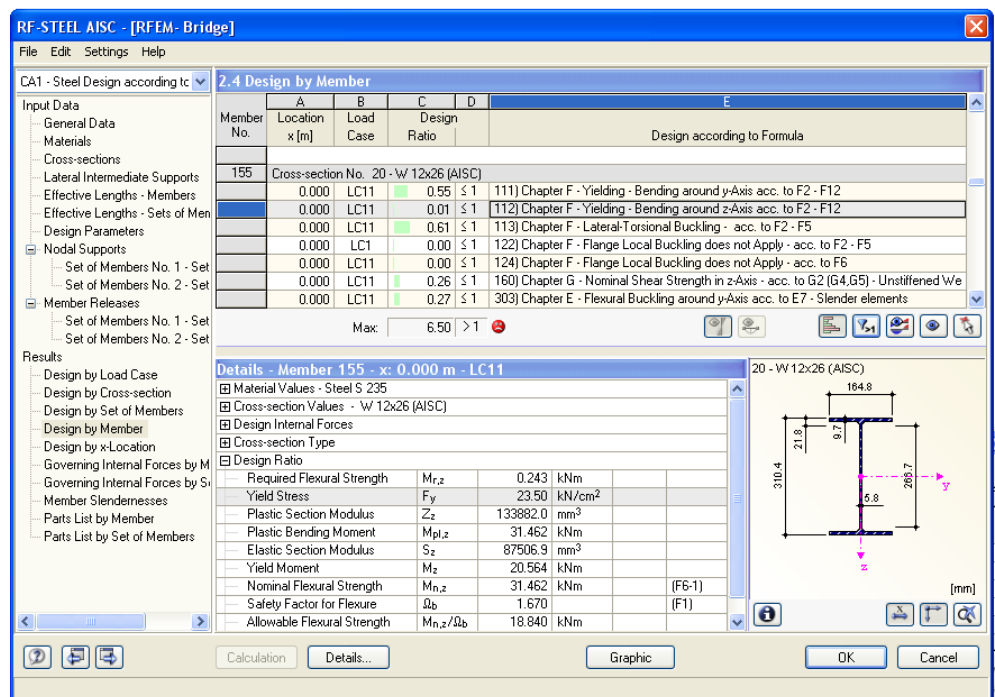 RF-STEEL AISC - [RFEM- Bridge]
File Edit Settings Help
CA1 - Steel Design according tc
Input Data
General Data
Materials
Cross-sections
Lateral Intermediate Supports
Effective Lengths - Members
Effective Lengths - Sets of Men
Design Parameters
Nodal Supports
Set of Members No. 1 - Set
Set of Members No. 2 - Set
Member Releases
Set of Members No. 1 - Set
Set of Members No. 2 - Set
Results
Design by Load Case
Design by Cross-section
Design by Set of Members
Design by Member
Design by x-Location
Governing Internal Forces by M
Governing Internal Forces by S
Member Slendernesses
Parts List by Member
Parts List by Set of Members
2.4 Design by Member
A B C D E
Member Location Load Design
No. x [m] Case Ratio Design according to Formula
155 Cross-section No. 20 - W 12x26 (AISC)
0.000 LC11 0.55 ≤ 1 111) Chapter F - Yielding - Bending around y-Axis acc. to F2 - F12
0.000 LC11 0.01 ≤ 1 112) Chapter F - Yielding - Bending around z-Axis acc. to F2 - F12
0.000 LC11 0.61 ≤ 1 113) Chapter F - Lateral-Torsional Buckling - acc. to F2 - F5
0.000 LC1 0.00 ≤ 1 122) Chapter F - Flange Local Buckling does not Apply - acc. to F2 - F5
0.000 LC11 0.00 ≤ 1 124) Chapter F - Flange Local Buckling does not Apply - acc. to F6
0.000 LC11 0.26 ≤ 1 160) Chapter G - Nominal Shear Strength in z-Axis - acc. to G2 (G4,G5) - Unstiffened We
0.000 LC11 0.27 ≤ 1 303) Chapter E - Flexural Buckling around y-Axis acc. to E7 - Slender elements
Max: 6.50 > 1
Details - Member 155 - x: 0.000 m - LC11
Material Values - Steel S 235
Cross-section Values - W 12x26 (AISC)
Design Internal Forces
Cross-section Type
Design Ratio
Required Flexural Strength Mr,z 0.243 kNm
Yield Stress Fy 23.50 kN/cm²
Plastic Section Modulus Zz 133882.0 mm³
Plastic Bending Moment Mpl,z 31.462 kNm
Elastic Section Modulus Sz 87506.9 mm³
Yield Moment Mz 20.564 kNm
Nominal Flexural Strength Mn,z 31.462 kNm (F6-1)
Safety Factor for Flexure Ωb 1.670 (F1)
Allowable Flexural Strength Mn,z/Ωb 18.840 kNm
20 - W 12x26 (AISC)
164.8
21.8
9.7
310.4
266.7
5.8
y
z
[mm]
Calculation
Details...
Graphic
OK
Cancel